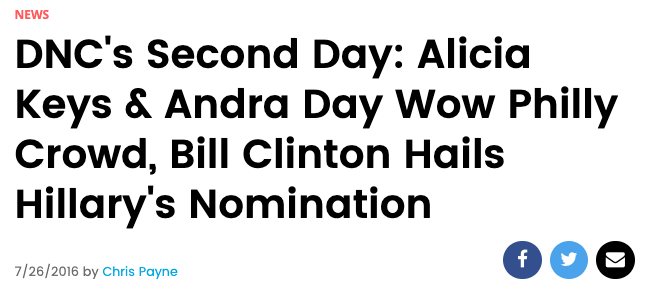 NEWS
DNC's Second Day: Alicia
Keys & Andra Day Wow Philly
Crowd, Bill Clinton Hails
Hillary's Nomination
7/26/2016 by Chris Payne